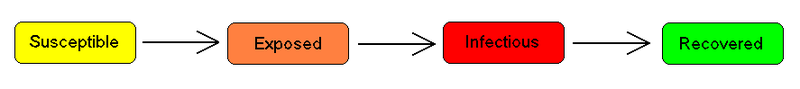 Susceptible
Exposed
Infectious
Recovered